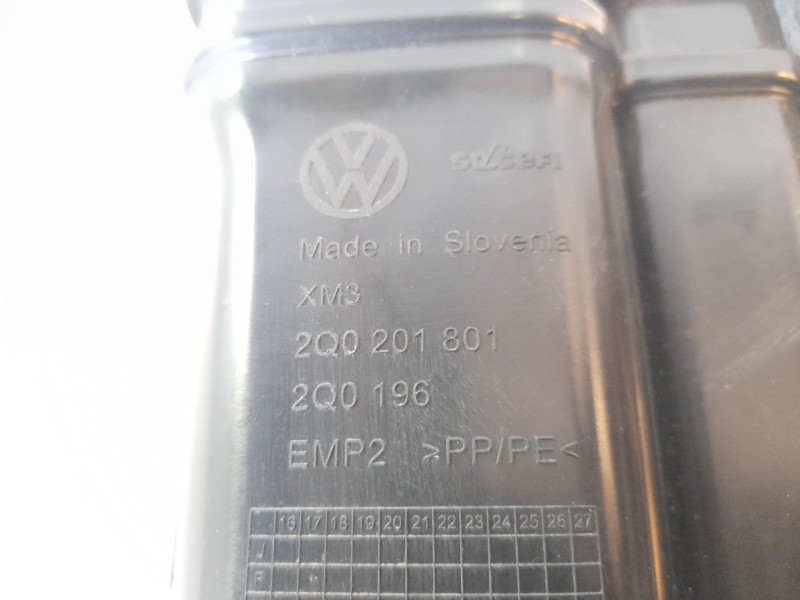 Made in Slovenia
XM3
2Q0 201 801
2Q0 196
EMP2 >PP/PE<
16 17 18 19 20 21 22 23 24 25 26 27
J
F